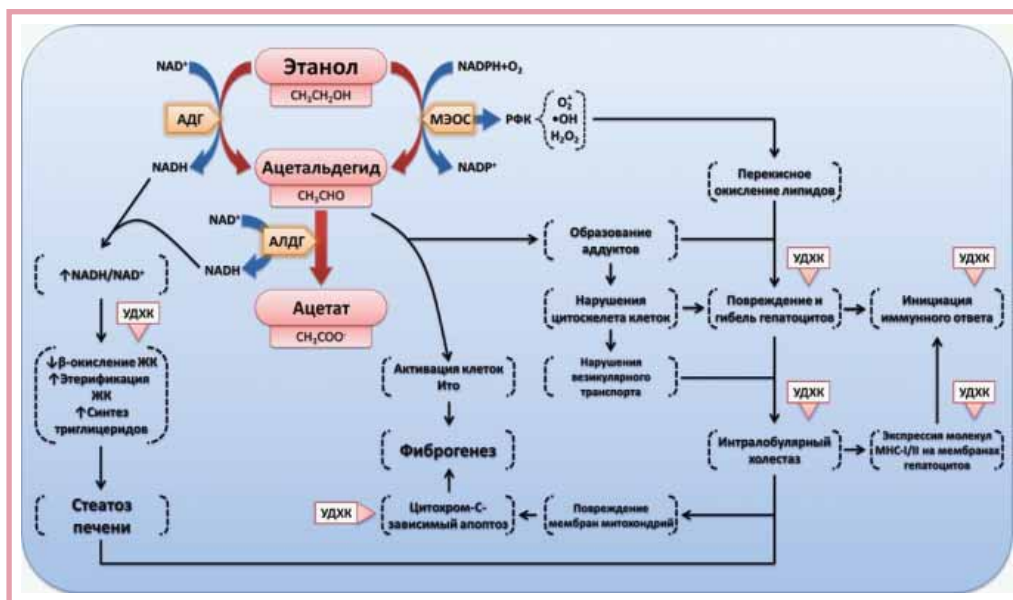 NAD⁺
Этанол
CH₃CH₂OH
NADPH+O₂
АДГ
МЭОС
РФК
O₂⁺
•OH
H₂O₂
NADH
Ацетальдегид
CH₃CHO
NADP⁺
Перекисное
окисление липидов
NAD⁺
АЛДГ
NADH
Образование
аддуктов
↑NADH/NAD⁺
УДХК
УДХК
Ацетат
CH₃COO⁻
Нарушения
цитоскелета клеток
Повреждение и
гибель гепатоцитов
Инициация
иммунного ответа
УДХК
↓β-окисление ЖК
↑Этерификация
ЖК
↑Синтез
триглицеридов
Активация клеток
Ито
Нарушения
везикулярного
транспорта
УДХК
УДХК
Фиброгенез
Интралобулярный
холестаз
Экспрессия молекул
MHC-I/II на мембранах
гепатоцитов
Стеатоз
печени
УДХК
Цитохром-С-
зависимый апоптоз
Повреждение
мембран митохондрий